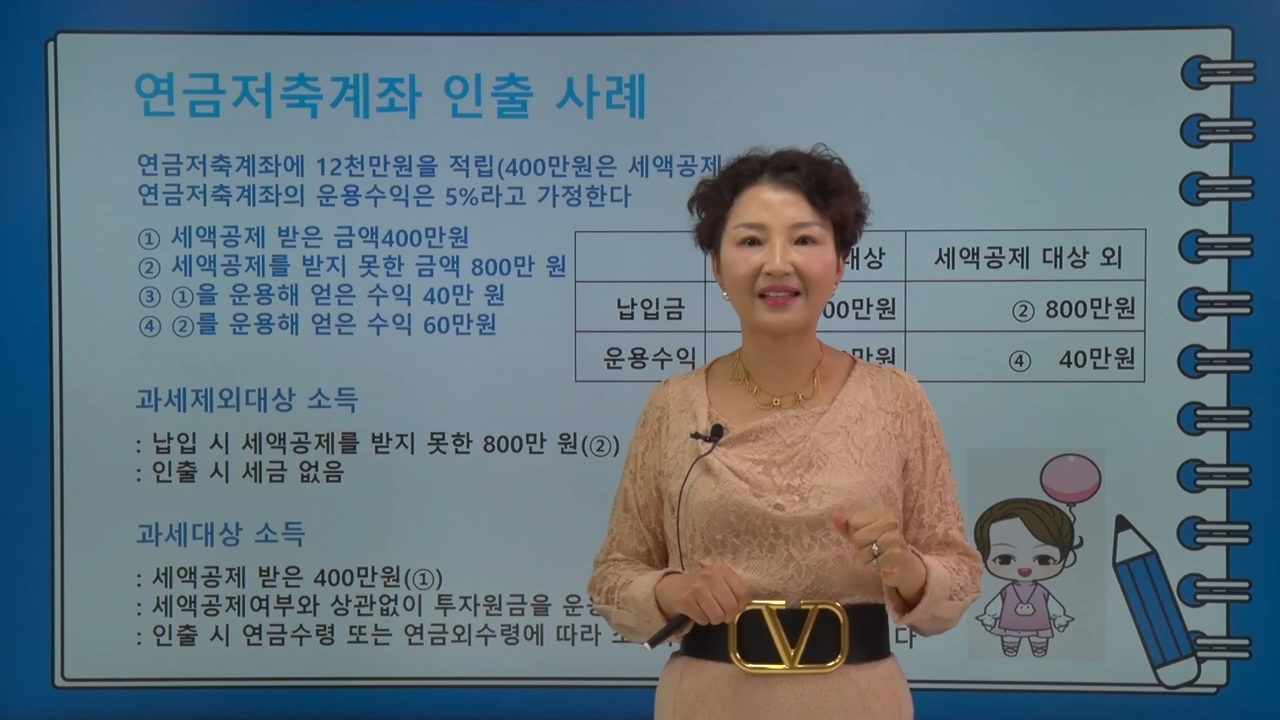 연금저축계좌 인출 사례
연금저축계좌에 12천만원을 적립(400만원은 세액공제
연금저축계좌의 운용수익은 5%라고 가정한다
① 세액공제 받은 금액400만원
② 세액공제를 받지 못한 금액 800만 원
③ ①을 운용해 얻은 수익 40만 원
④ ②를 운용해 얻은 수익 60만원
대상 세액공제 대상 외
납입금 00만원 ② 800만원
운용수익 만원 ④ 40만원
과세제외대상 소득
: 납입 시 세액공제를 받지 못한 800만 원(②)
: 인출 시 세금 없음
과세대상 소득
: 세액공제 받은 400만원(①)
: 세액공제여부와 상관없이 투자원금을
: 인출 시 연금수령 또는 연금외수령에 따라 다